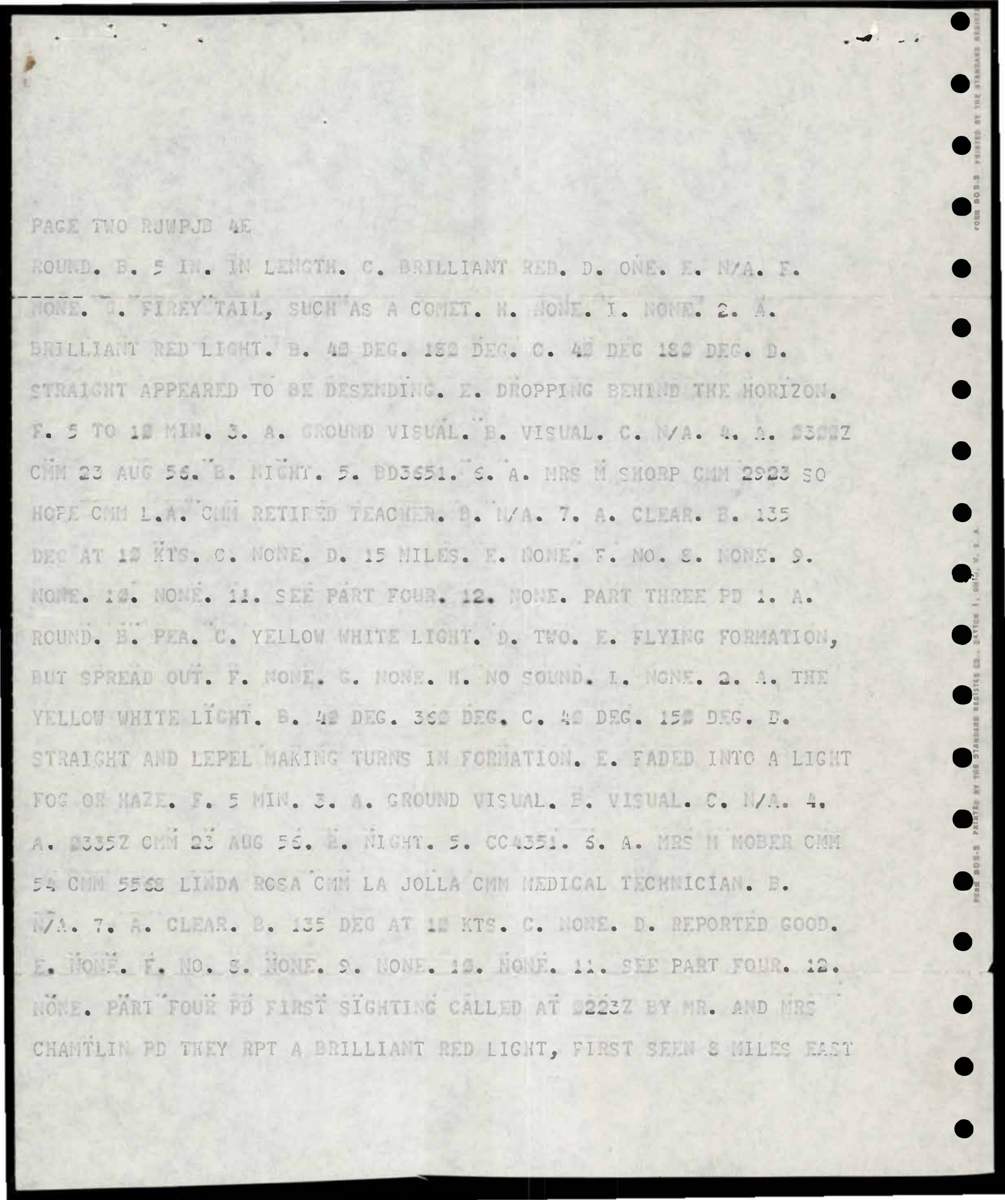 PAGE TWO RJWPJB 4E
ROUND. B. 5 IN. IN LENGTH. C. BRILLIANT RED. D. ONE. E. N/A. F.
NONE. G. FIREY TAIL, SUCH AS A COMET. H. NONE. I. NONE. 2. A.
BRILLIANT RED LIGHT. B. 40 DEG. 180 DEG. C. 40 DEG 180 DEG. D.
STRAIGHT APPEARED TO BE DESENDING. E. DROPPING BEHIND THE HORIZON.
F. 5 TO 10 MIN. 3. A. GROUND VISUAL. B. VISUAL. C. N/A. 4. A. 0300Z
CMM 23 AUG 56. B. NIGHT. 5. BD3651. 6. A. MRS M SHORP CMM 2923 SO
HOPE CMM L.A. CMM RETIRED TEACHER. B. N/A. 7. A. CLEAR. B. 135
DEG AT 10 KTS. C. NONE. D. 15 MILES. E. NONE. F. NO. 8. NONE. 9.
NONE. 10. NONE. 11. SEE PART FOUR. 12. NONE. PART THREE PD 1. A.
ROUND. B. PEA. C. YELLOW WHITE LIGHT. D. TWO. E. FLYING FORMATION,
BUT SPREAD OUT. F. NONE. G. NONE. H. NO SOUND. I. NONE. 2. A. THE
YELLOW WHITE LIGHT. B. 40 DEG. 360 DEG. C. 40 DEG. 150 DEG. D.
STRAIGHT AND LEPEL MAKING TURNS IN FORMATION. E. FADED INTO A LIGHT
FOG OR HAZE. F. 5 MIN. 3. A. GROUND VISUAL. B. VISUAL. C. N/A. 4.
A. 0335Z CMM 23 AUG 56. B. NIGHT. 5. CC4351. 6. A. MRS M MOBER CMM
54 CMM 5568 LINDA ROSA CMM LA JOLLA CMM MEDICAL TECHNICIAN. B.
N/A. 7. A. CLEAR. B. 135 DEG AT 10 KTS. C. NONE. D. REPORTED GOOD.
E. NONE. F. NO. 8. NONE. 9. NONE. 10. NONE. 11. SEE PART FOUR. 12.
NONE. PART FOUR PD FIRST SIGHTING CALLED AT 0223Z BY MR. AND MRS
CHAMTLIN PD THEY RPT A BRILLIANT RED LIGHT, FIRST SEEN 8 MILES EAST